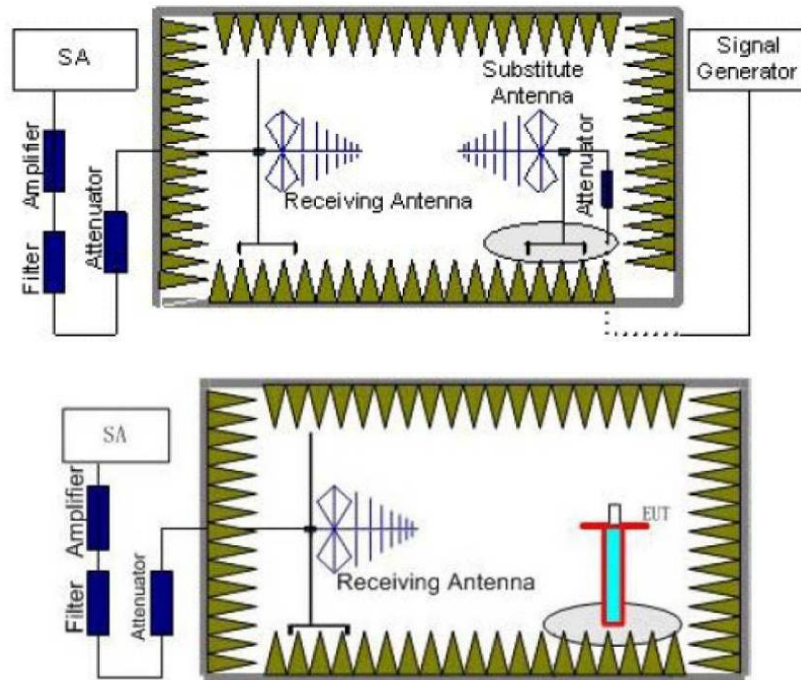 SA
Signal
Generator
Substitute
Antenna
Amplifier
Attenuator
Attenuator
Receiving Antenna
Filter
SA
EUT
Amplifier
Receiving Antenna
Filter
Attenuator